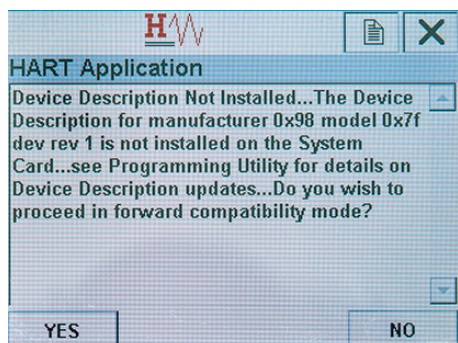 H
HART Application
Device Description Not Installed...The Device
Description for manufacturer 0x98 model 0x7f
dev rev 1 is not installed on the System
Card...see Programming Utility for details on
Device Description updates...Do you wish to
proceed in forward compatibility mode?
YES NO